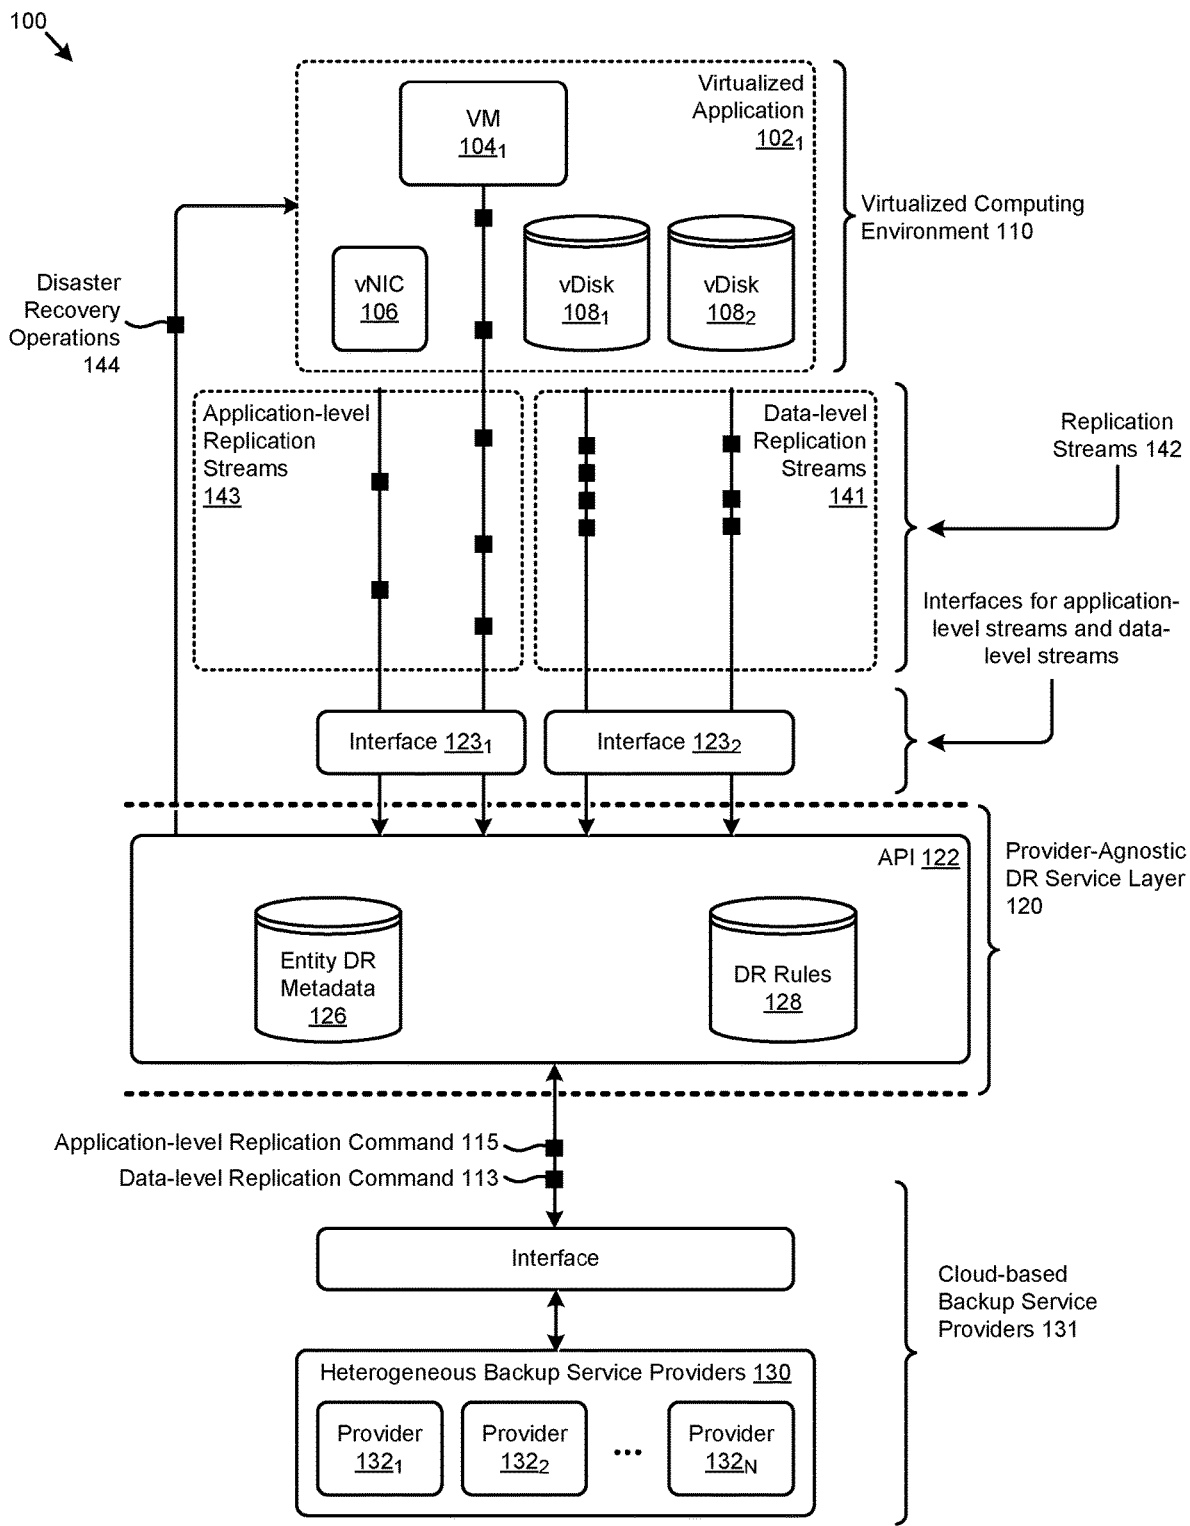 100
Virtualized
Application
102₁
VM
104₁
Virtualized Computing
Environment 110
vNIC
106
vDisk
108₁
vDisk
108₂
Disaster
Recovery
Operations
144
Application-level
Replication
Streams
143
Data-level
Replication
Streams
141
Replication
Streams 142
Interfaces for application-
level streams and data-
level streams
Interface 123₁
Interface 123₂
API 122
Provider-Agnostic
DR Service Layer
120
Entity DR
Metadata
126
DR Rules
128
Application-level Replication Command 115
Data-level Replication Command 113
Interface
Cloud-based
Backup Service
Providers 131
Heterogeneous Backup Service Providers 130
Provider
132₁
Provider
132₂
...
Provider
132N